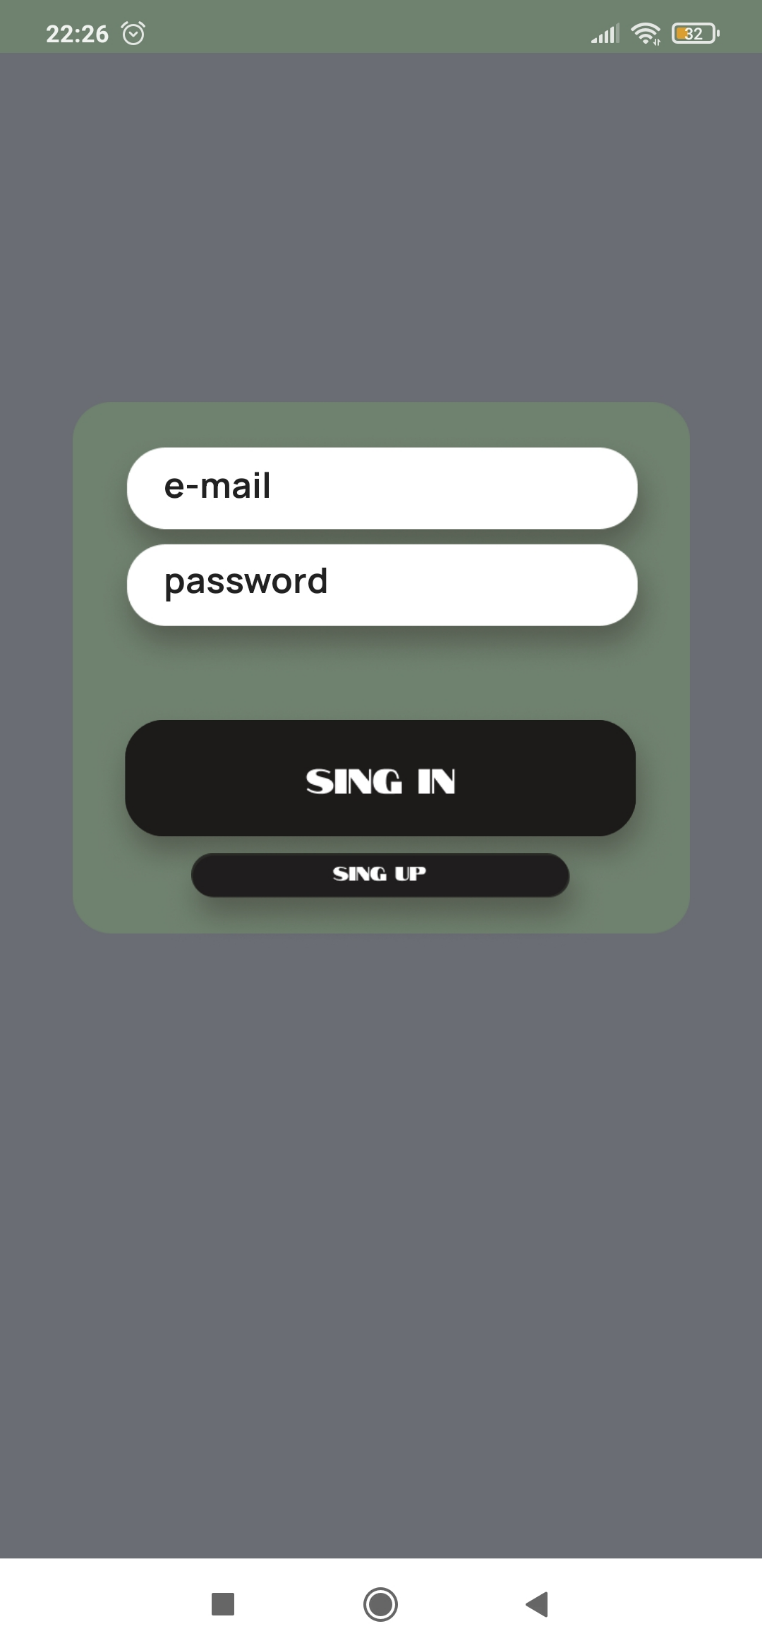 22:26
32
e-mail
password
SING IN
SING UP